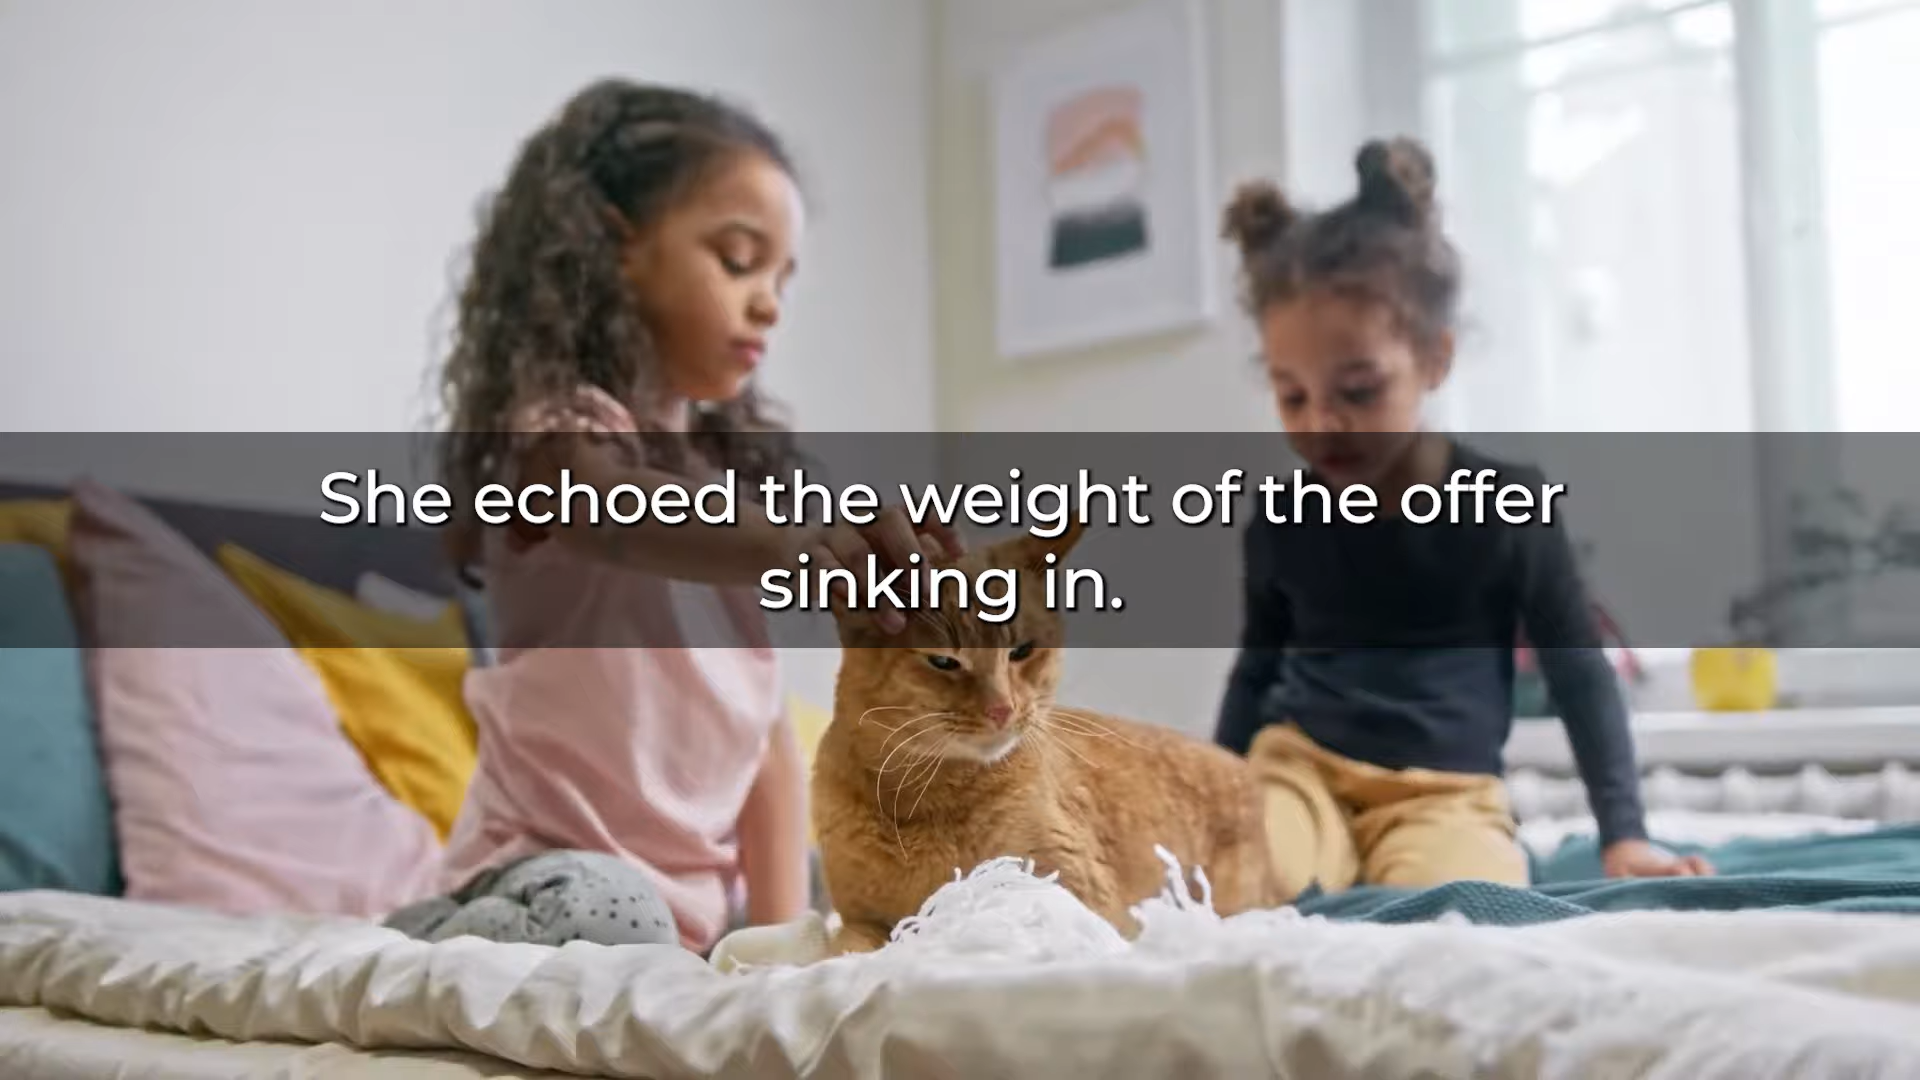 She echoed the weight of the offer
sinking in.